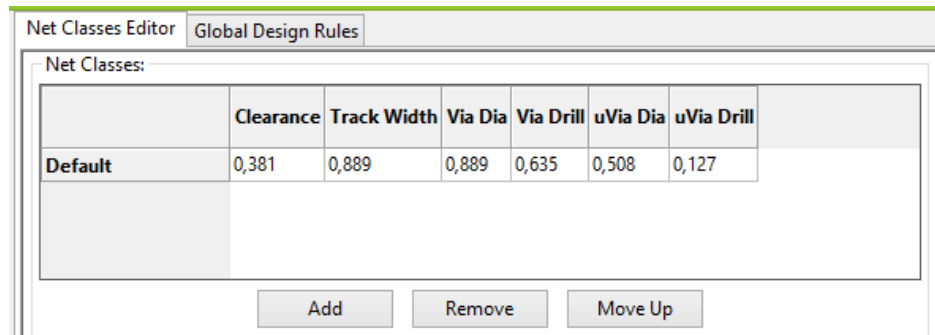 Net Classes Editor Global Design Rules
Net Classes:
Clearance Track Width Via Dia Via Drill uVia Dia uVia Drill
Default 0,381 0,889 0,889 0,635 0,508 0,127
Add Remove Move Up